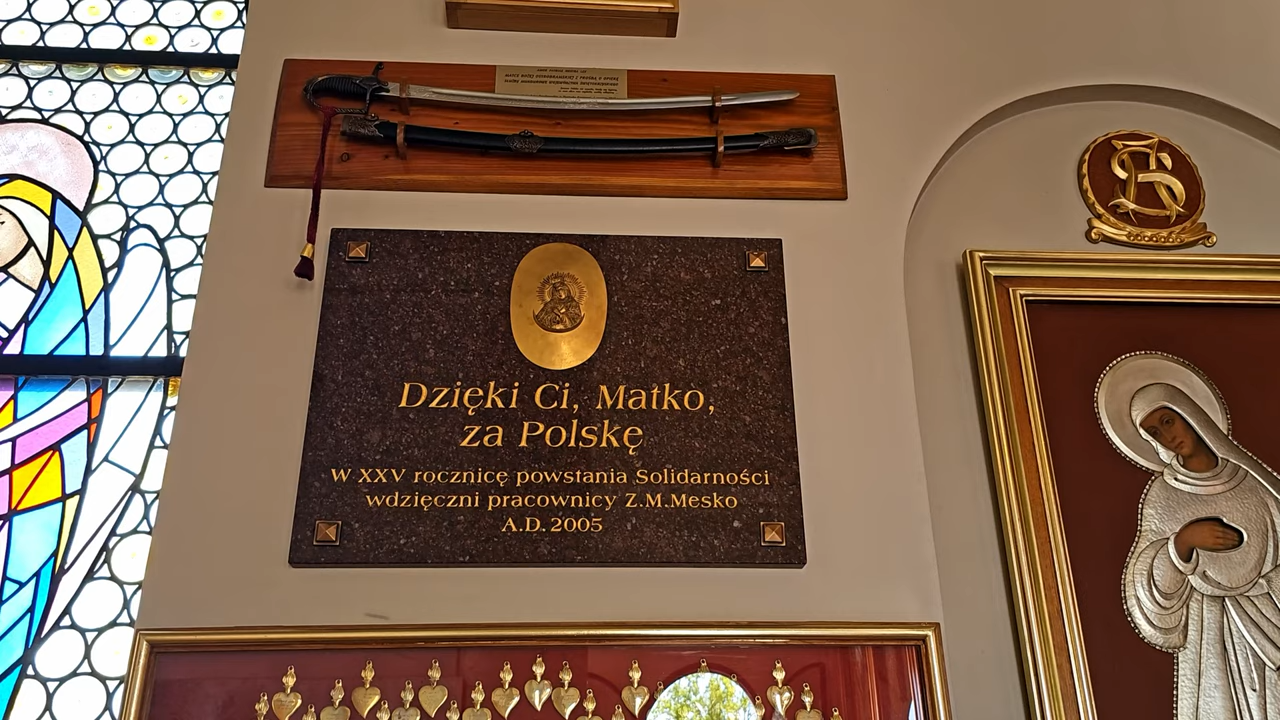 Dzięki Ci, Matko,
za Polskę
W XXV rocznicę powstania Solidarności
wdzięczni pracownicy Z.M.Mesko
A.D. 2005